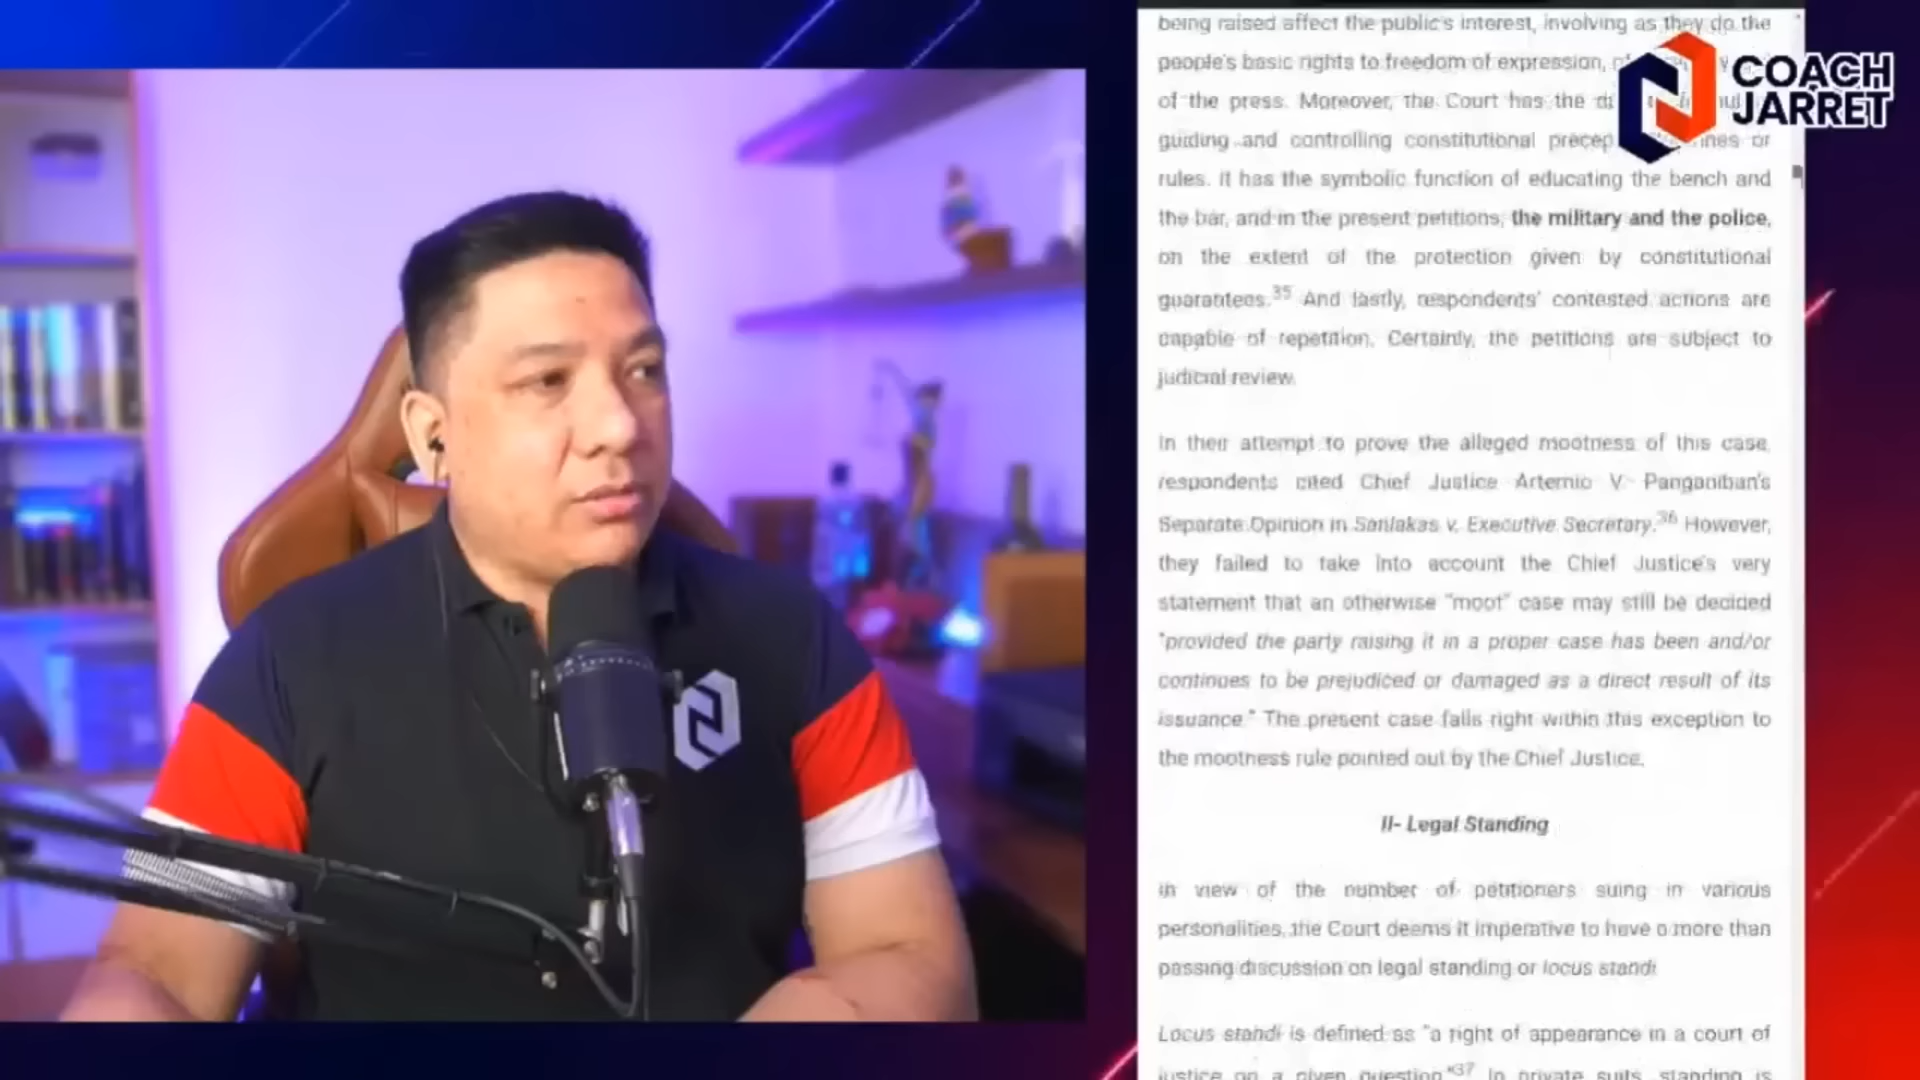 being raised affect the public's interest, involving as they do the
people's basic rights to freedom of expression,
of the press. Moreover, the Court has the
guiding and controlling constitutional or
rules. It has the symbolic function of educating the bench and
the bar, and in the present petitions, the military and the police,
on the extent of the protection given by constitutional
guarantees.35 And lastly, respondents' contested actions are
capable of repetition. Certainly, the petitions are subject to
judicial review.
In their attempt to prove the alleged mootness of this case,
respondents cited Chief Justice Artemio V. Panganiban's
Separate Opinion in Sanlakas v. Executive Secretary.36 However,
they failed to take into account the Chief Justice's very
statement that an otherwise "moot" case may still be decided
"provided the party raising it in a proper case has been and/or
continues to be prejudiced or damaged as a direct result of its
issuance." The present case falls right within this exception to
the mootness rule pointed out by the Chief Justice.
II- Legal Standing
In view of the number of petitioners suing in various
personalities, the Court deems it imperative to have a more than
passing discussion on legal standing or locus standi.
Locus standi is defined as "a right of appearance in a court of
justice on a given question."37 In private suits, standing is
COACH
JARRET